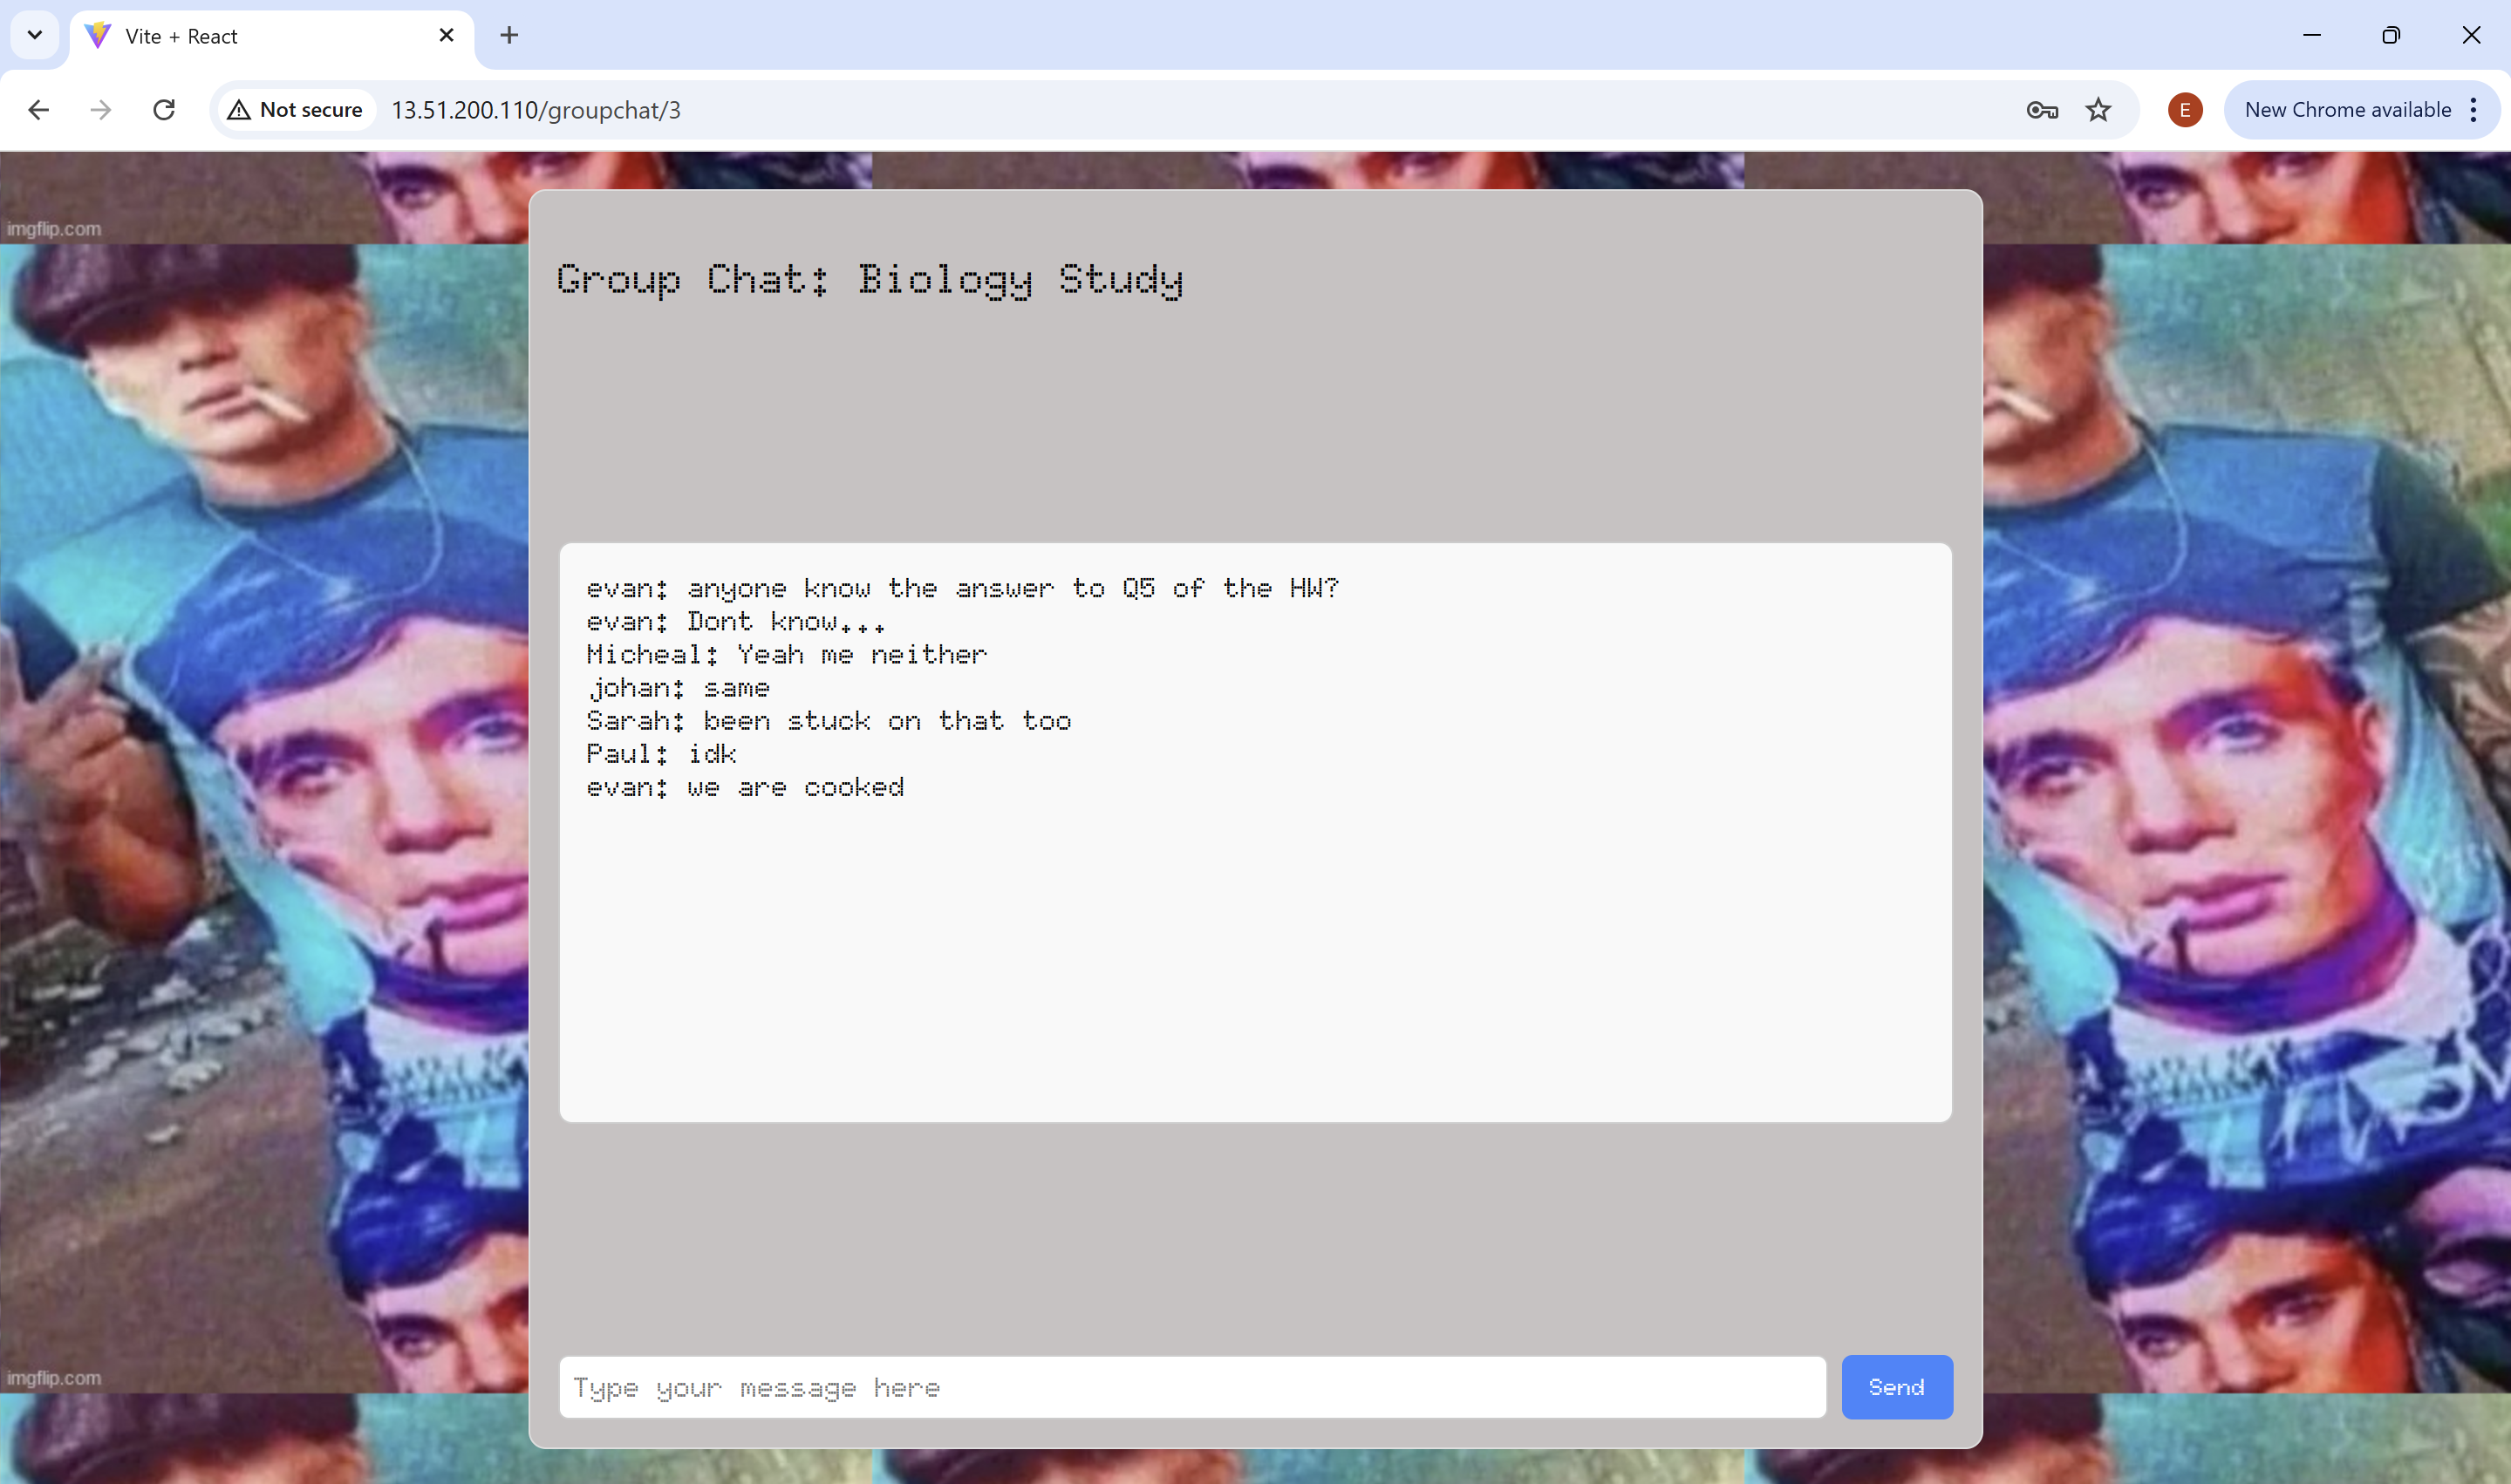 Vite + React
Not secure
13.51.200.110/groupchat/3
E
New Chrome available
imgflip.com
Group Chat: Biology Study
evan: anyone know the answer to Q5 of the HW?
evan: Dont know...
Micheal: Yeah me neither
johan: same
Sarah: been stuck on that too
Paul: idk
evan: we are cooked
imgflip.com
Type your message here
Send